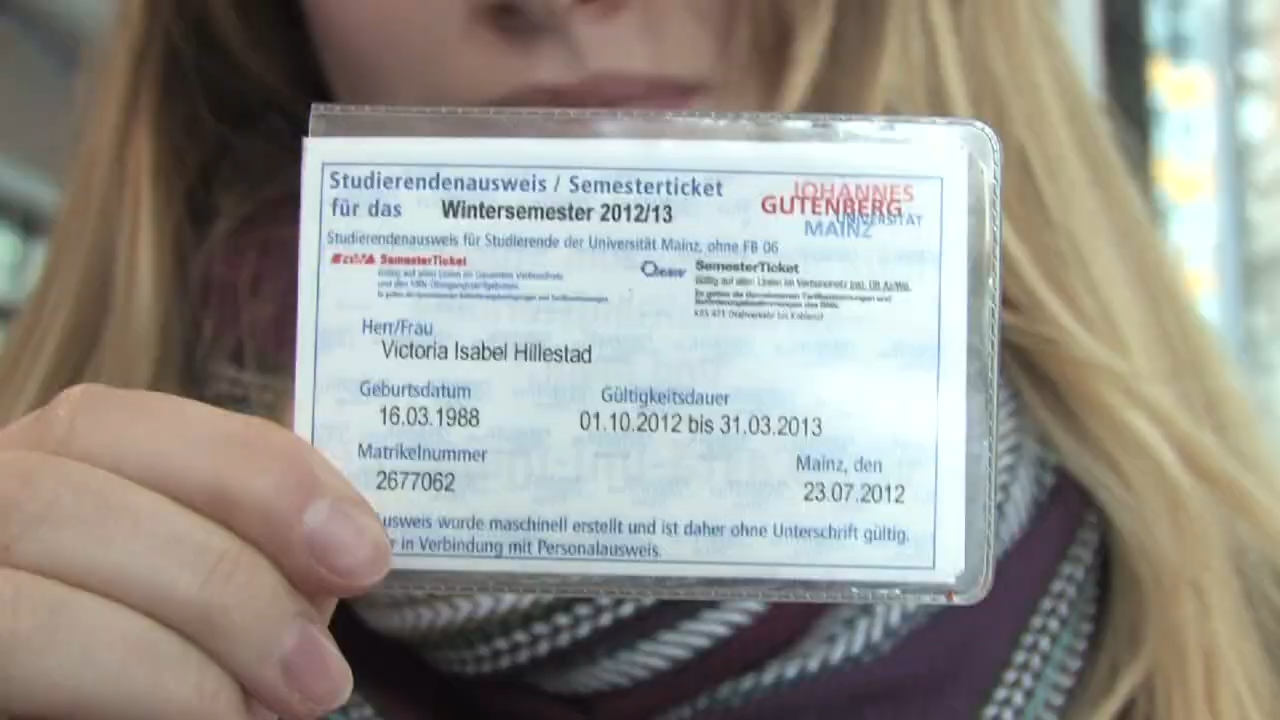 Studierendenausweis / Semesterticket
für das Wintersemester 2012/13
JOHANNES
GUTENBERG
UNIVERSITÄT
MAINZ
Studierendenausweis für Studierende der Universität Mainz, ohne FB 06
SemesterTicket
SemesterTicket
Herr/Frau
Victoria Isabel Hillestad
Geburtsdatum
16.03.1988
Gültigkeitsdauer
01.10.2012 bis 31.03.2013
Matrikelnummer
2677062
Mainz, den
23.07.2012
wurde maschinell erstellt und ist daher ohne Unterschrift gültig.
in Verbindung mit Personalausweis.